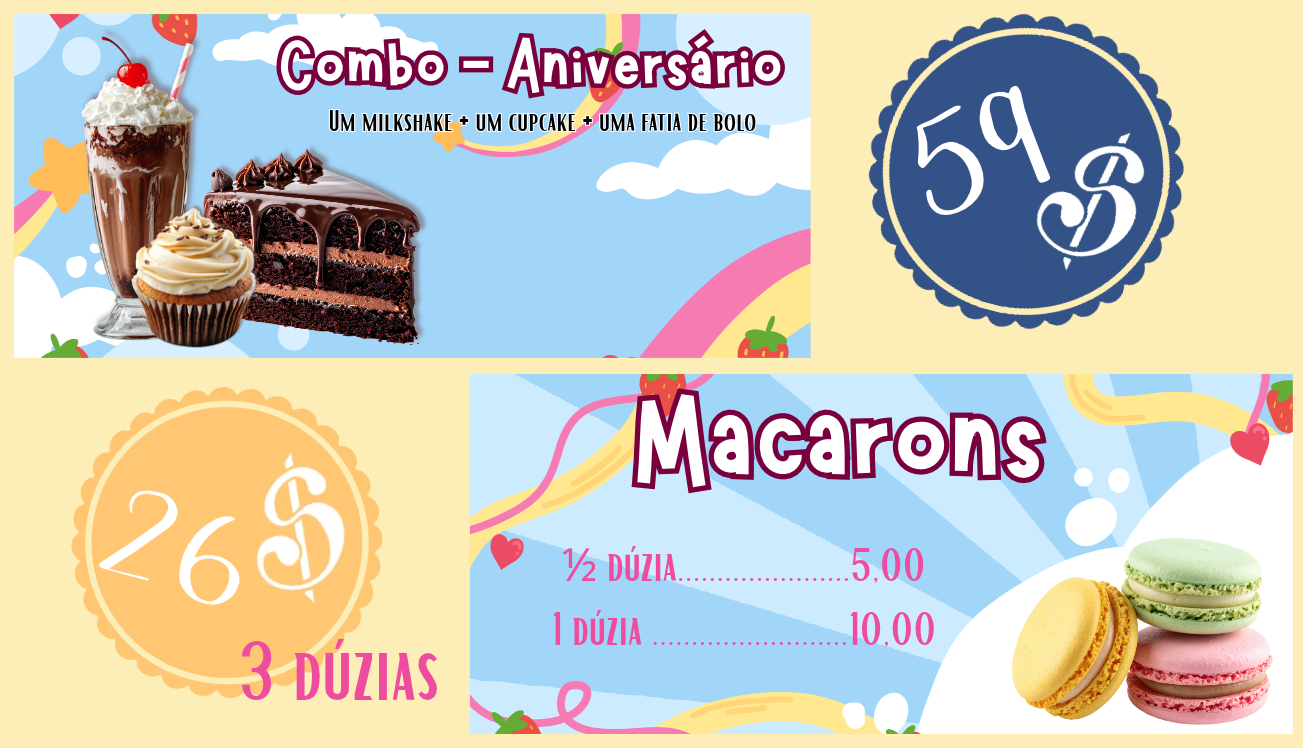 Combo - Aniversário
Um milkshake + um cupcake + uma fatia de bolo
59$
26$
3 dúzias
Macarons
½ dúzia......................5,00
1 dúzia .........................10,00